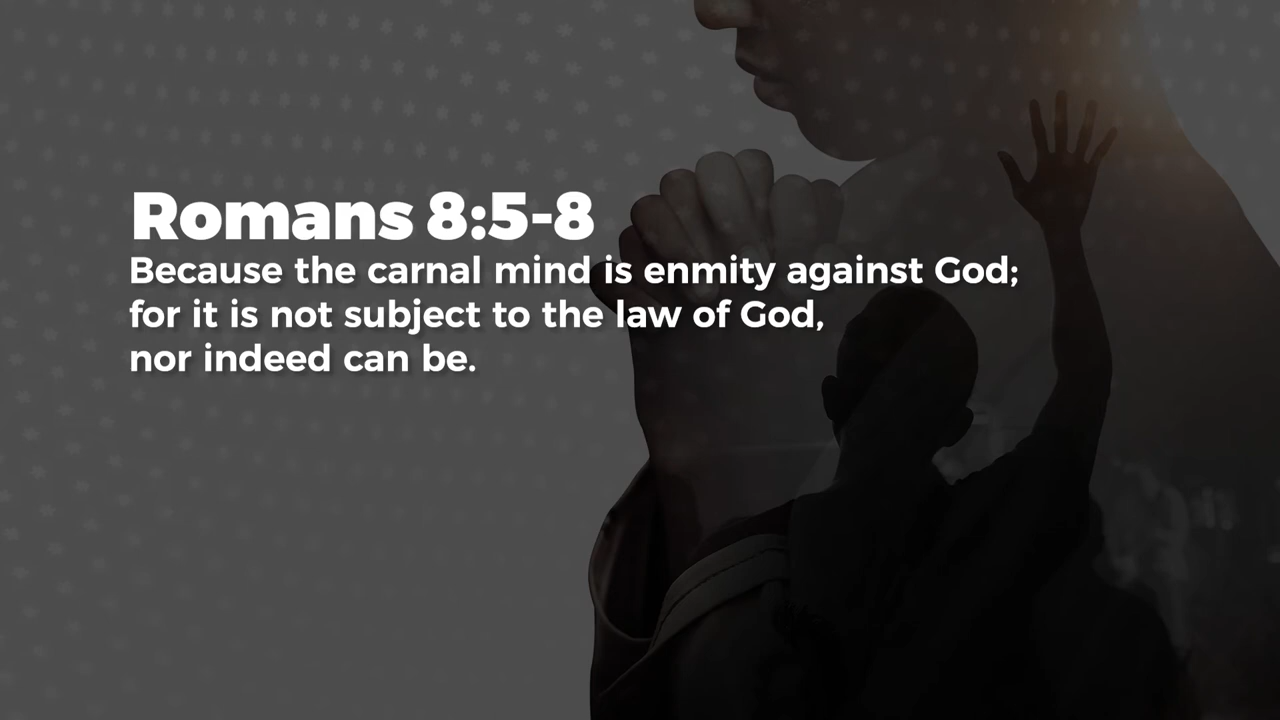 Romans 8:5-8
Because the carnal mind is enmity against God;
for it is not subject to the law of God,
nor indeed can be.